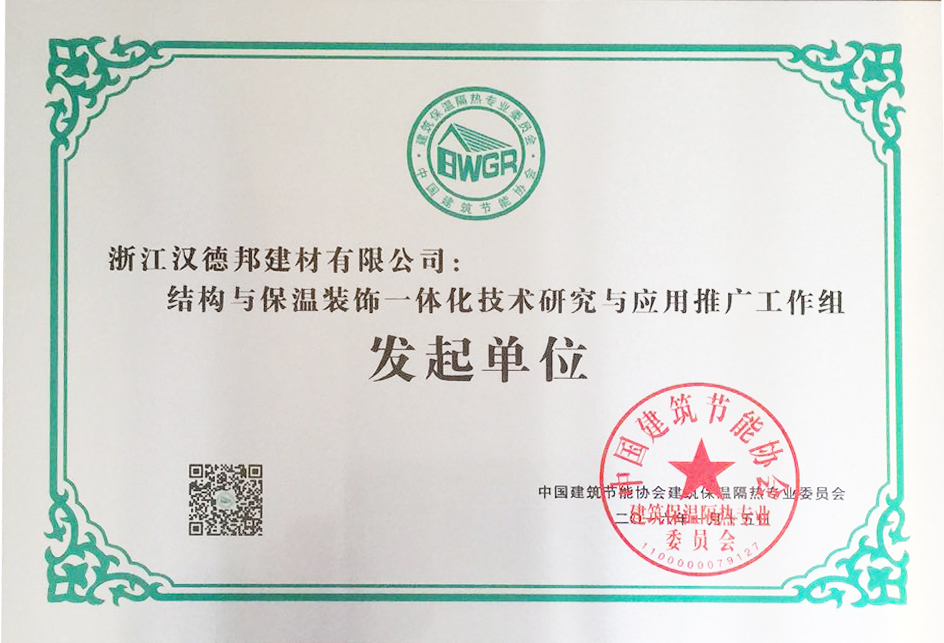 建筑保温隔热专业委员会
BWGR
中国建筑节能协会
浙江汉德邦建材有限公司：
结构与保温装饰一体化技术研究与应用推广工作组
发起单位
中国建筑节能协会
中国建筑节能协会建筑保温隔热专业委员会
建筑保温隔热专业
委员会
1100000079127